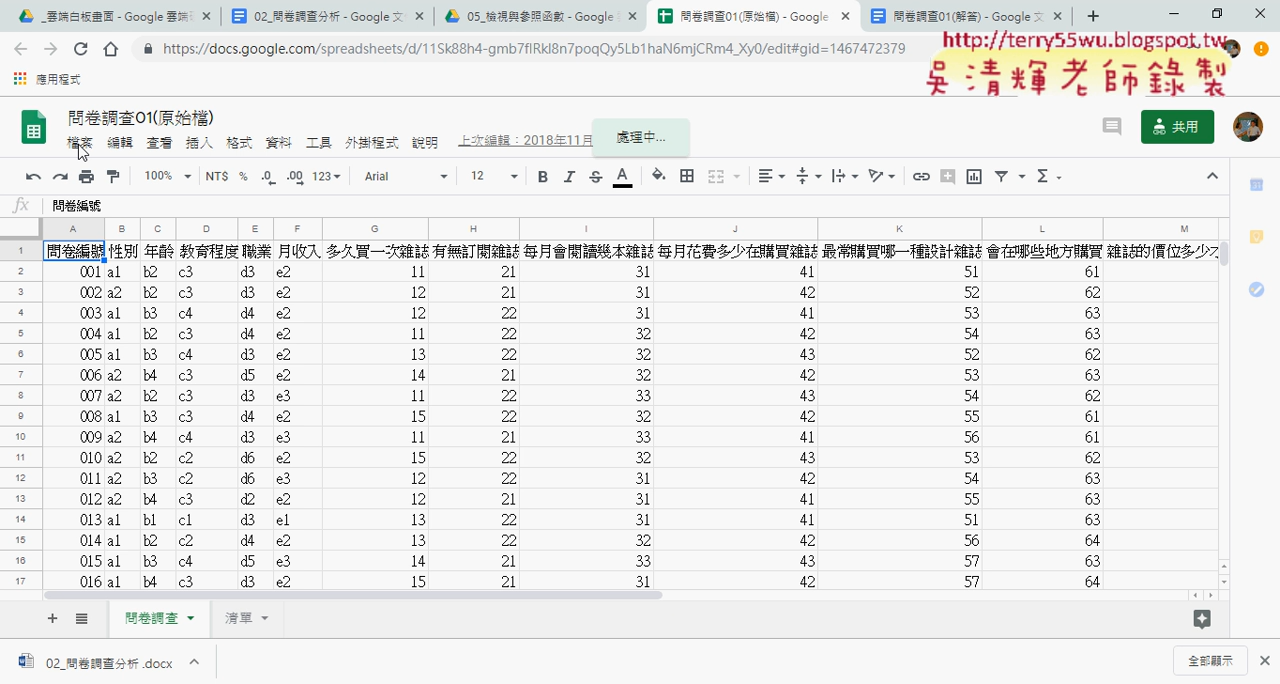 _雲端白板畫面 - Google 雲端硬
02_問卷調查分析 - Google 文
05_檢視與參照函數 - Google
問卷調查01(原始檔) - Google
問卷調查01(解答) - Google 文
https://docs.google.com/spreadsheets/d/11Sk88h4-gmb7flRkl8n7poqQy5Lb1haN6mjCRm4_Xy0/edit#gid=1467472379
http://terry55wu.blogspot.tw
吳清輝老師錄製
應用程式
問卷調查01(原始檔)
檔案 編輯 查看 插入 格式 資料 工具 外掛程式 說明 上次編輯：2018年11月
處理中...
共用
100% NT$ % .0 .00 123 Arial 12 B I S A Σ
fx 問卷編號
A B C D E F G H I J K L M
1 問卷編號 性別 年齡 教育程度 職業 月收入 多久買一次雜誌 有無訂閱雜誌 每月會閱讀幾本雜誌 每月花費多少在購買雜誌 最常購買哪一種設計雜誌 會在哪些地方購買 雜誌的價位多少才
2 001 a1 b2 c3 d3 e2 11 21 31 41 51 61
3 002 a2 b2 c3 d3 e2 12 21 31 42 52 62
4 003 a1 b3 c4 d4 e2 12 22 31 41 53 63
5 004 a1 b2 c3 d4 e2 11 22 32 42 54 63
6 005 a1 b3 c4 d3 e2 13 22 32 43 52 62
7 006 a2 b4 c3 d5 e2 14 21 32 42 53 63
8 007 a2 b2 c3 d3 e3 11 22 33 43 54 62
9 008 a1 b3 c3 d4 e2 15 22 32 42 55 61
10 009 a2 b4 c4 d3 e3 11 21 33 41 56 61
11 010 a2 b2 c2 d6 e2 15 22 32 43 53 62
12 011 a2 b3 c2 d6 e3 12 22 31 42 54 63
13 012 a2 b4 c3 d2 e2 12 21 31 41 55 63
14 013 a1 b1 c1 d3 e1 13 22 31 41 51 63
15 014 a1 b2 c2 d4 e2 13 22 32 42 56 64
16 015 a1 b3 c4 d5 e3 14 21 33 43 57 63
17 016 a1 b4 c3 d3 e2 15 21 31 42 57 64
問卷調查 清單
02_問卷調查分析 .docx
全部顯示